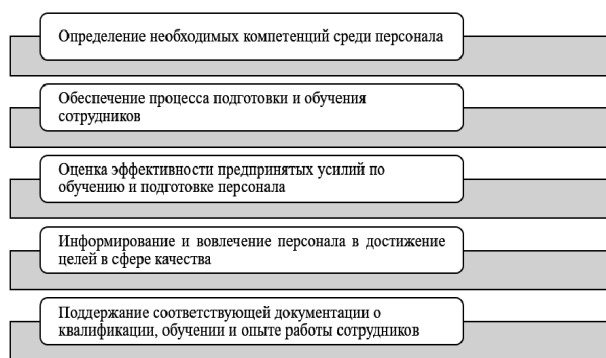 Определение необходимых компетенций среди персонала
Обеспечение процесса подготовки и обучения
сотрудников
Оценка эффективности предпринятых усилий по
обучению и подготовке персонала
Информирование и вовлечение персонала в достижение
целей в сфере качества
Поддержание соответствующей документации о
квалификации, обучении и опыте работы сотрудников